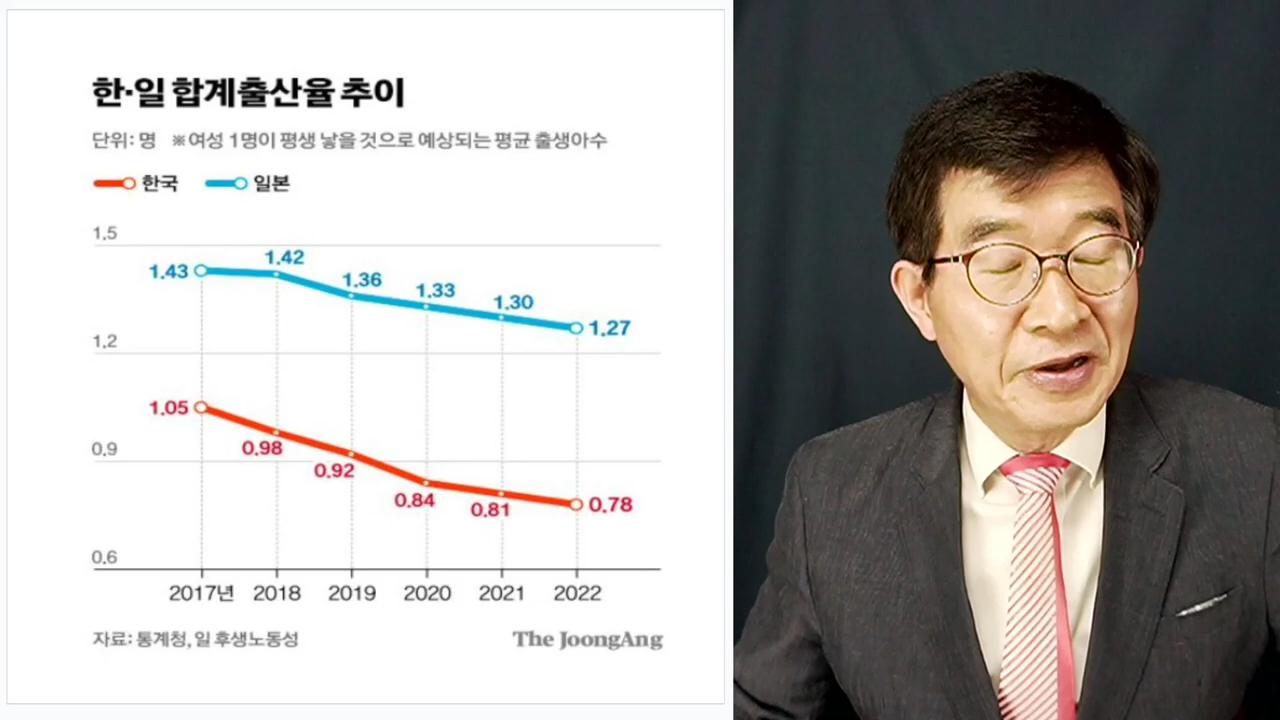 한·일 합계출산율 추이
단위: 명 ※여성 1명이 평생 낳을 것으로 예상되는 평균 출생아수
한국 일본
1.5
1.43 1.42 1.36 1.33 1.30 1.27
1.2
1.05 0.98 0.92 0.84 0.81 0.78
0.9
0.6
2017년 2018 2019 2020 2021 2022
자료: 통계청, 일 후생노동성 The JoongAng